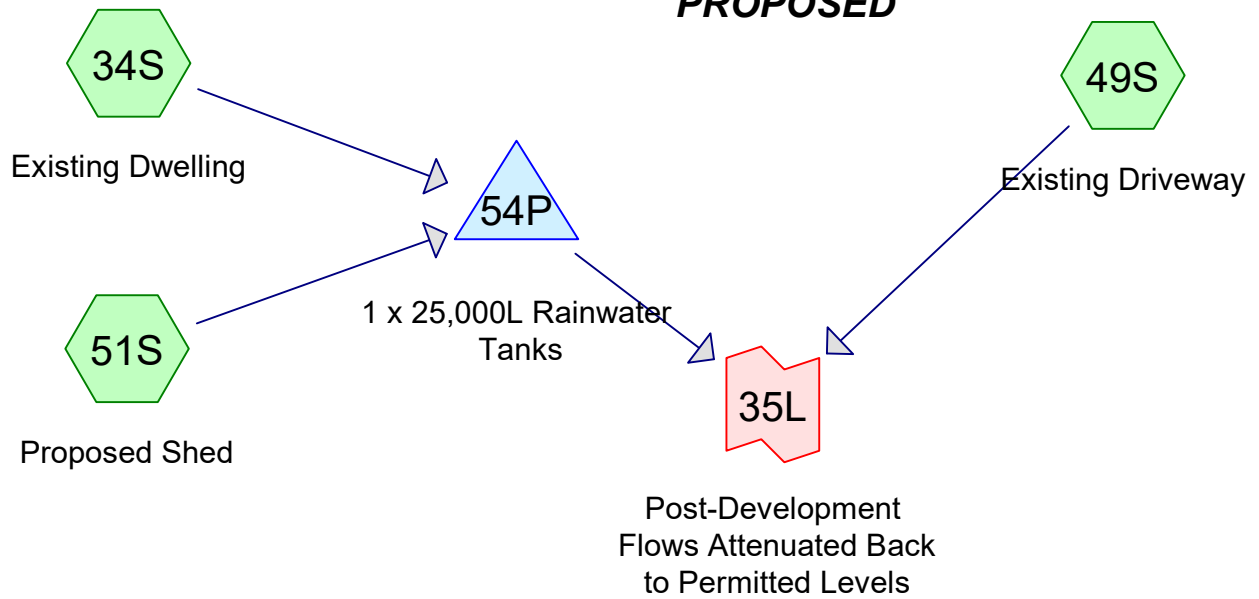 PROPOSED
34S
Existing Dwelling
49S
Existing Driveway
54P
1 x 25,000L Rainwater
Tanks
51S
Proposed Shed
35L
Post-Development
Flows Attenuated Back
to Permitted Levels